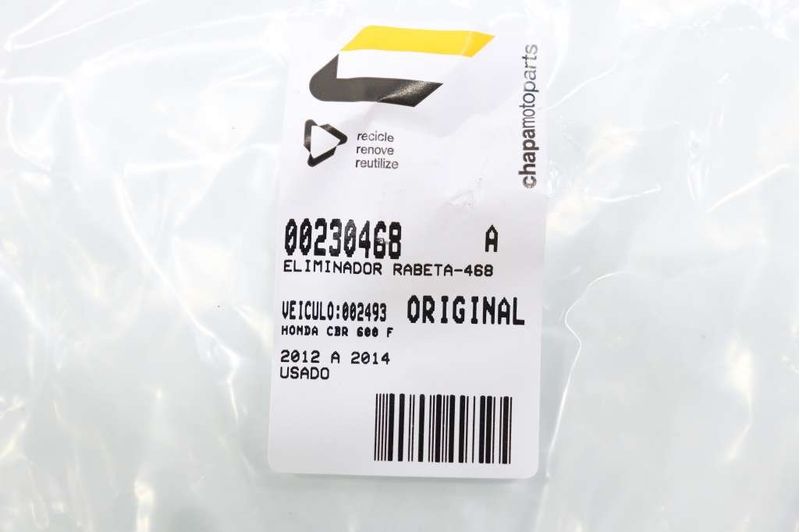 recicle
renove
reutilize
chapamotoparts
00230468 A
ELIMINADOR RABETA-468
VEICULO:002493 ORIGINAL
HONDA CBR 600 F
2012 A 2014
USADO